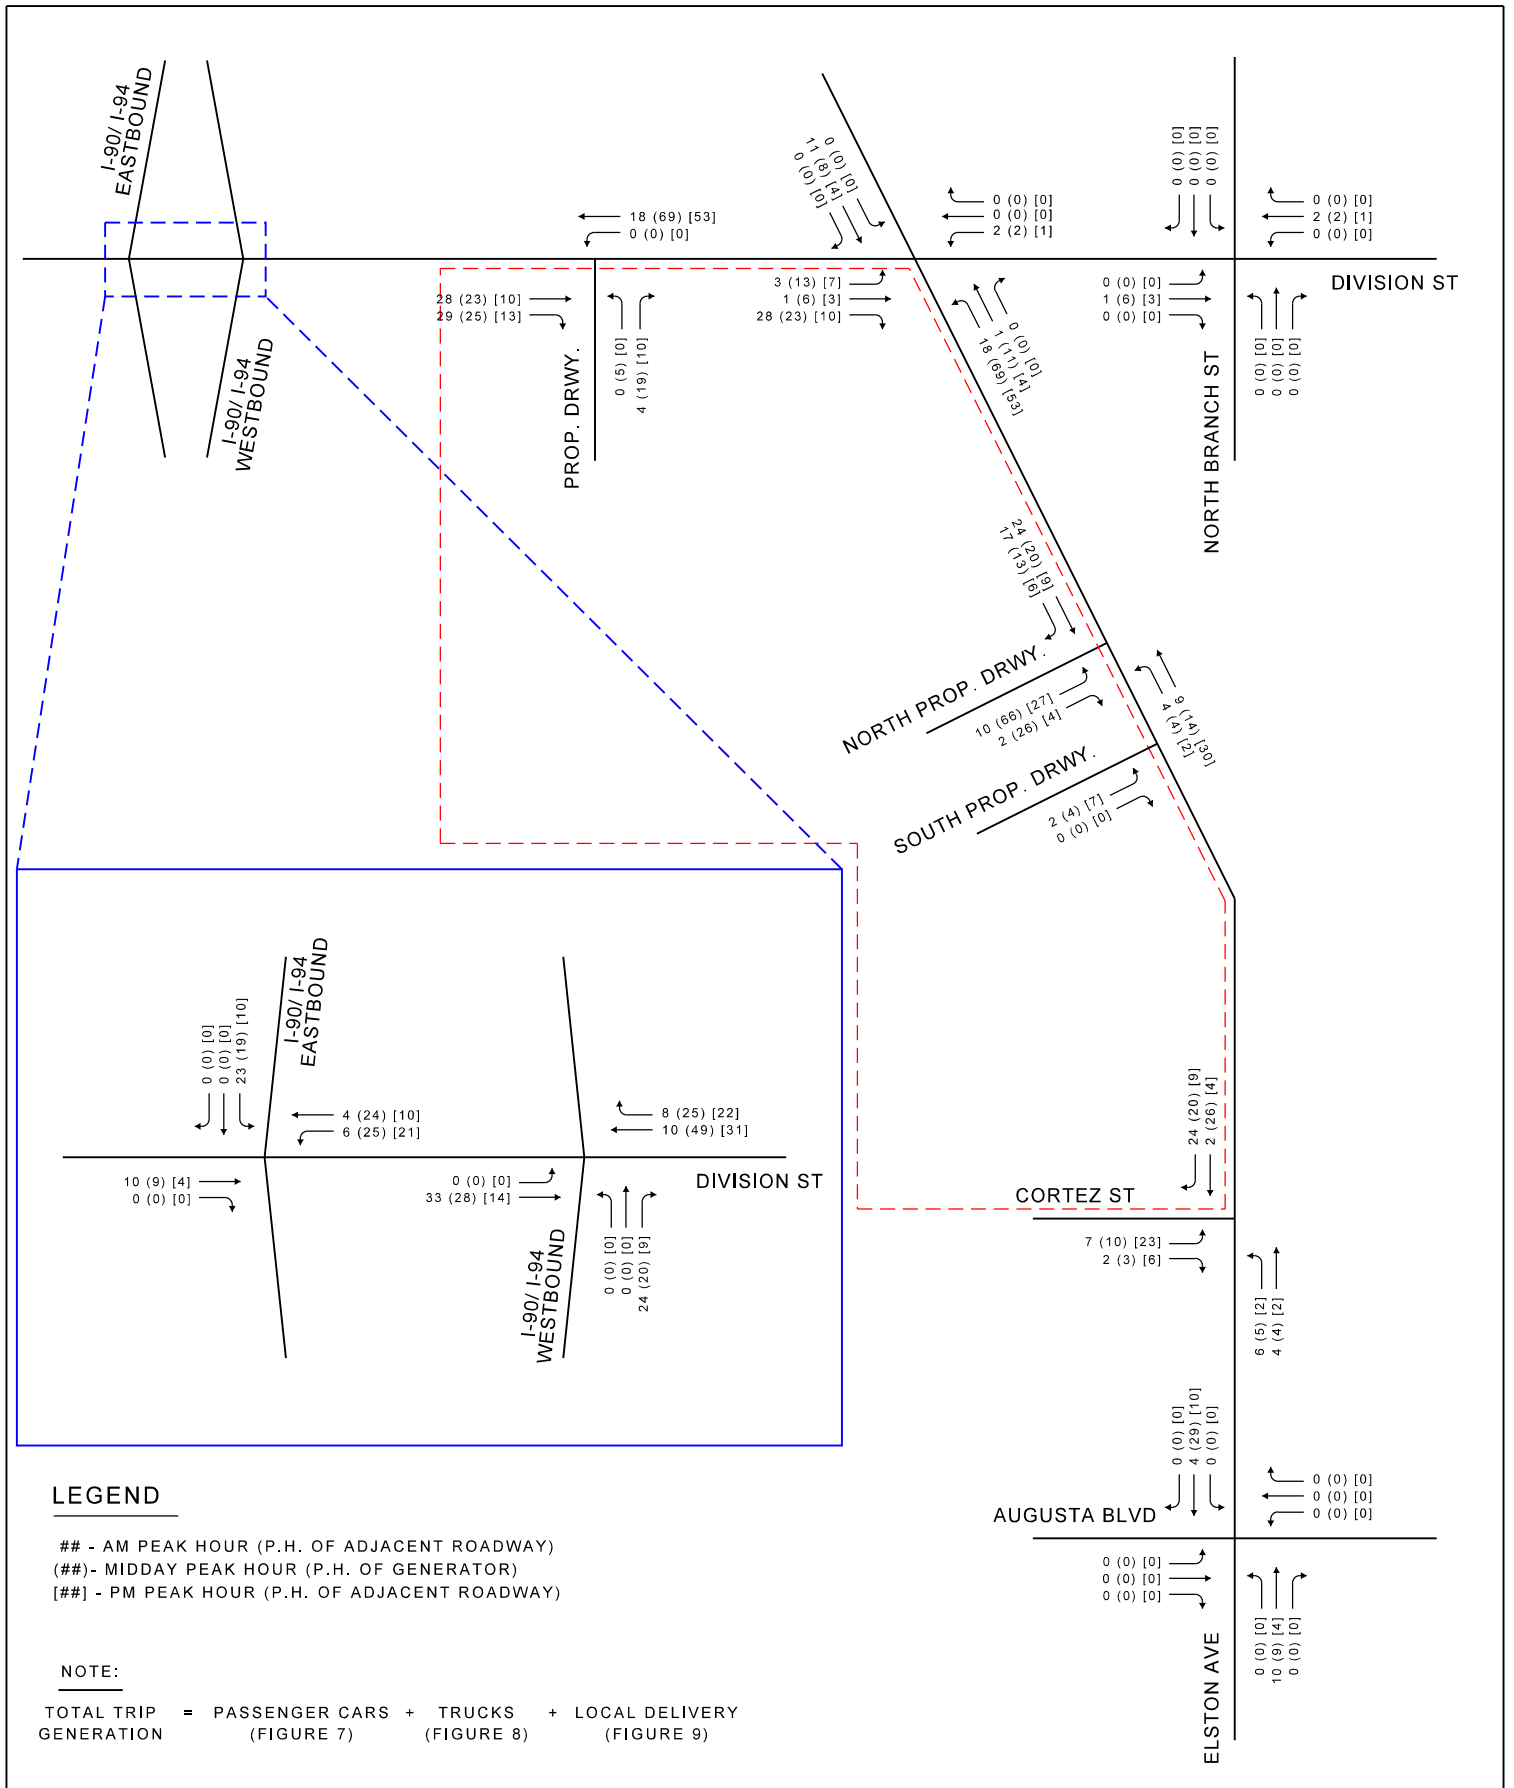 I-90/ I-94
EASTBOUND
I-90/ I-94
WESTBOUND
18 (69) [53]
0 (0) [0]
28 (23) [10]
29 (25) [13]
0 (5) [0]
4 (19) [10]
PROP. DRWY.
0 (0) [0]
11 (8) [4]
0 (0) [0]
0 (0) [0]
0 (0) [0]
2 (2) [1]
3 (13) [7]
1 (6) [3]
28 (23) [10]
0 (0) [0]
1 (11) [4]
18 (69) [53]
0 (0) [0]
0 (0) [0]
0 (0) [0]
0 (0) [0]
2 (2) [1]
0 (0) [0]
DIVISION ST
0 (0) [0]
1 (6) [3]
0 (0) [0]
0 (0) [0]
0 (0) [0]
0 (0) [0]
NORTH BRANCH ST
24 (20) [9]
17 (13) [6]
NORTH PROP. DRWY.
10 (66) [27]
2 (26) [4]
9 (14) [30]
4 (4) [2]
SOUTH PROP. DRWY.
2 (4) [7]
0 (0) [0]
I-90/ I-94
EASTBOUND
0 (0) [0]
0 (0) [0]
23 (19) [10]
4 (24) [10]
6 (25) [21]
8 (25) [22]
10 (49) [31]
10 (9) [4]
0 (0) [0]
0 (0) [0]
33 (28) [14]
DIVISION ST
0 (0) [0]
0 (0) [0]
24 (20) [9]
I-90/ I-94
WESTBOUND
24 (20) [9]
2 (26) [4]
CORTEZ ST
7 (10) [23]
2 (3) [6]
6 (5) [2]
4 (4) [2]
0 (0) [0]
4 (29) [10]
0 (0) [0]
0 (0) [0]
0 (0) [0]
0 (0) [0]
AUGUSTA BLVD
0 (0) [0]
0 (0) [0]
0 (0) [0]
0 (0) [0]
10 (9) [4]
0 (0) [0]
ELSTON AVE
LEGEND
## - AM PEAK HOUR (P.H. OF ADJACENT ROADWAY)
(##)- MIDDAY PEAK HOUR (P.H. OF GENERATOR)
[##] - PM PEAK HOUR (P.H. OF ADJACENT ROADWAY)
NOTE:
TOTAL TRIP = PASSENGER CARS + TRUCKS + LOCAL DELIVERY
GENERATION (FIGURE 7) (FIGURE 8) (FIGURE 9)